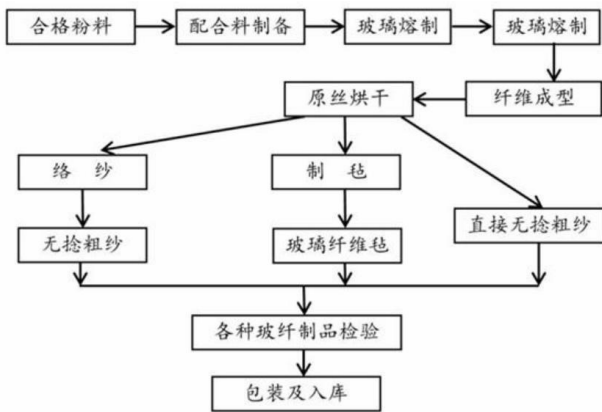 合格粉料
配合料制备
玻璃熔制
玻璃熔制
纤维成型
原丝烘干
络 纱
制 毡
直接无捻粗纱
无捻粗纱
玻璃纤维毡
各种玻纤制品检验
包装及入库